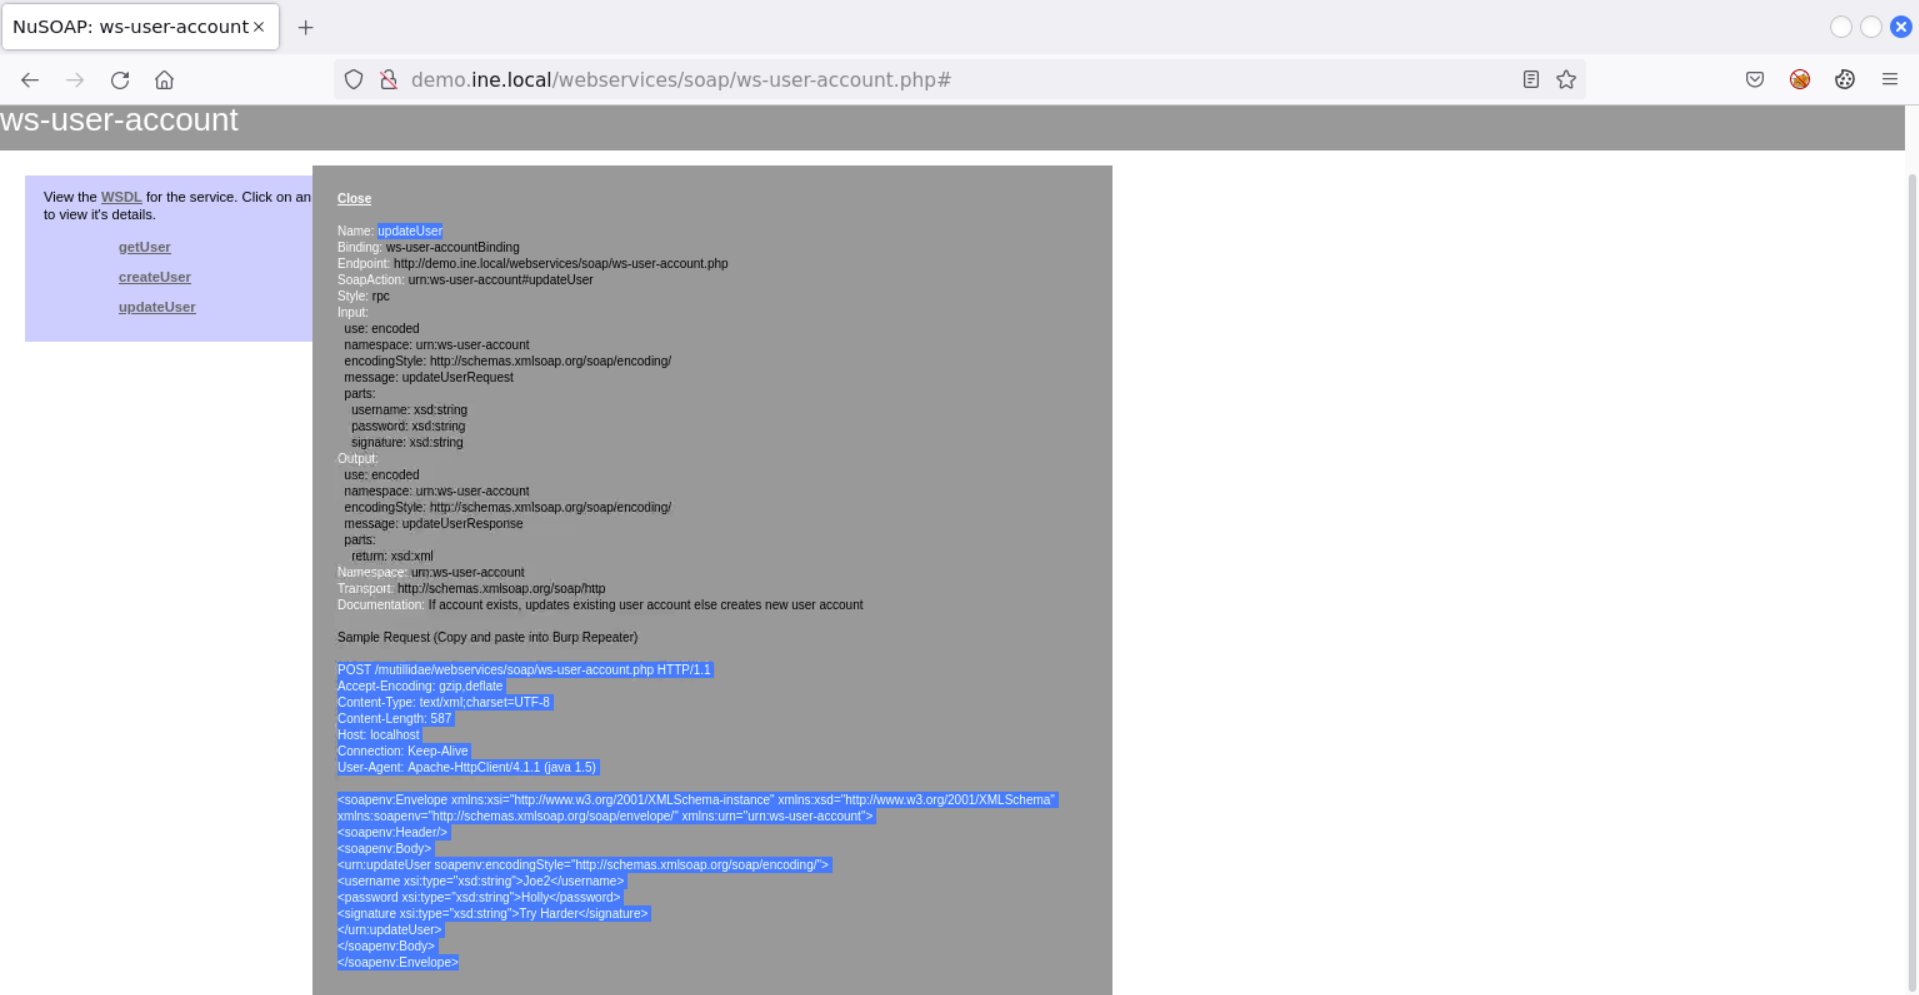 NuSOAP: ws-user-account
demo.ine.local/webservices/soap/ws-user-account.php#
ws-user-account
View the WSDL for the service. Click on an
to view it's details.
getUser
createUser
updateUser
Close
Name: updateUser
Binding: ws-user-accountBinding
Endpoint: http://demo.ine.local/webservices/soap/ws-user-account.php
SoapAction: urn:ws-user-account#updateUser
Style: rpc
Input:
use: encoded
namespace: urn:ws-user-account
encodingStyle: http://schemas.xmlsoap.org/soap/encoding/
message: updateUserRequest
parts:
username: xsd:string
password: xsd:string
signature: xsd:string
Output:
use: encoded
namespace: urn:ws-user-account
encodingStyle: http://schemas.xmlsoap.org/soap/encoding/
message: updateUserResponse
parts:
return: xsd:xml
Namespace: urn:ws-user-account
Transport: http://schemas.xmlsoap.org/soap/http
Documentation: If account exists, updates existing user account else creates new user account
Sample Request (Copy and paste into Burp Repeater)
POST /mutillidae/webservices/soap/ws-user-account.php HTTP/1.1
Accept-Encoding: gzip,deflate
Content-Type: text/xml;charset=UTF-8
Content-Length: 587
Host: localhost
Connection: Keep-Alive
User-Agent: Apache-HttpClient/4.1.1 (java 1.5)
<soapenv:Envelope xmlns:xsi="http://www.w3.org/2001/XMLSchema-instance" xmlns:xsd="http://www.w3.org/2001/XMLSchema"
xmlns:soapenv="http://schemas.xmlsoap.org/soap/envelope/" xmlns:urn="urn:ws-user-account">
<soapenv:Header/>
<soapenv:Body>
<urn:updateUser soapenv:encodingStyle="http://schemas.xmlsoap.org/soap/encoding/">
<username xsi:type="xsd:string">Joe2</username>
<password xsi:type="xsd:string">Holly</password>
<signature xsi:type="xsd:string">Try Harder</signature>
</urn:updateUser>
</soapenv:Body>
</soapenv:Envelope>